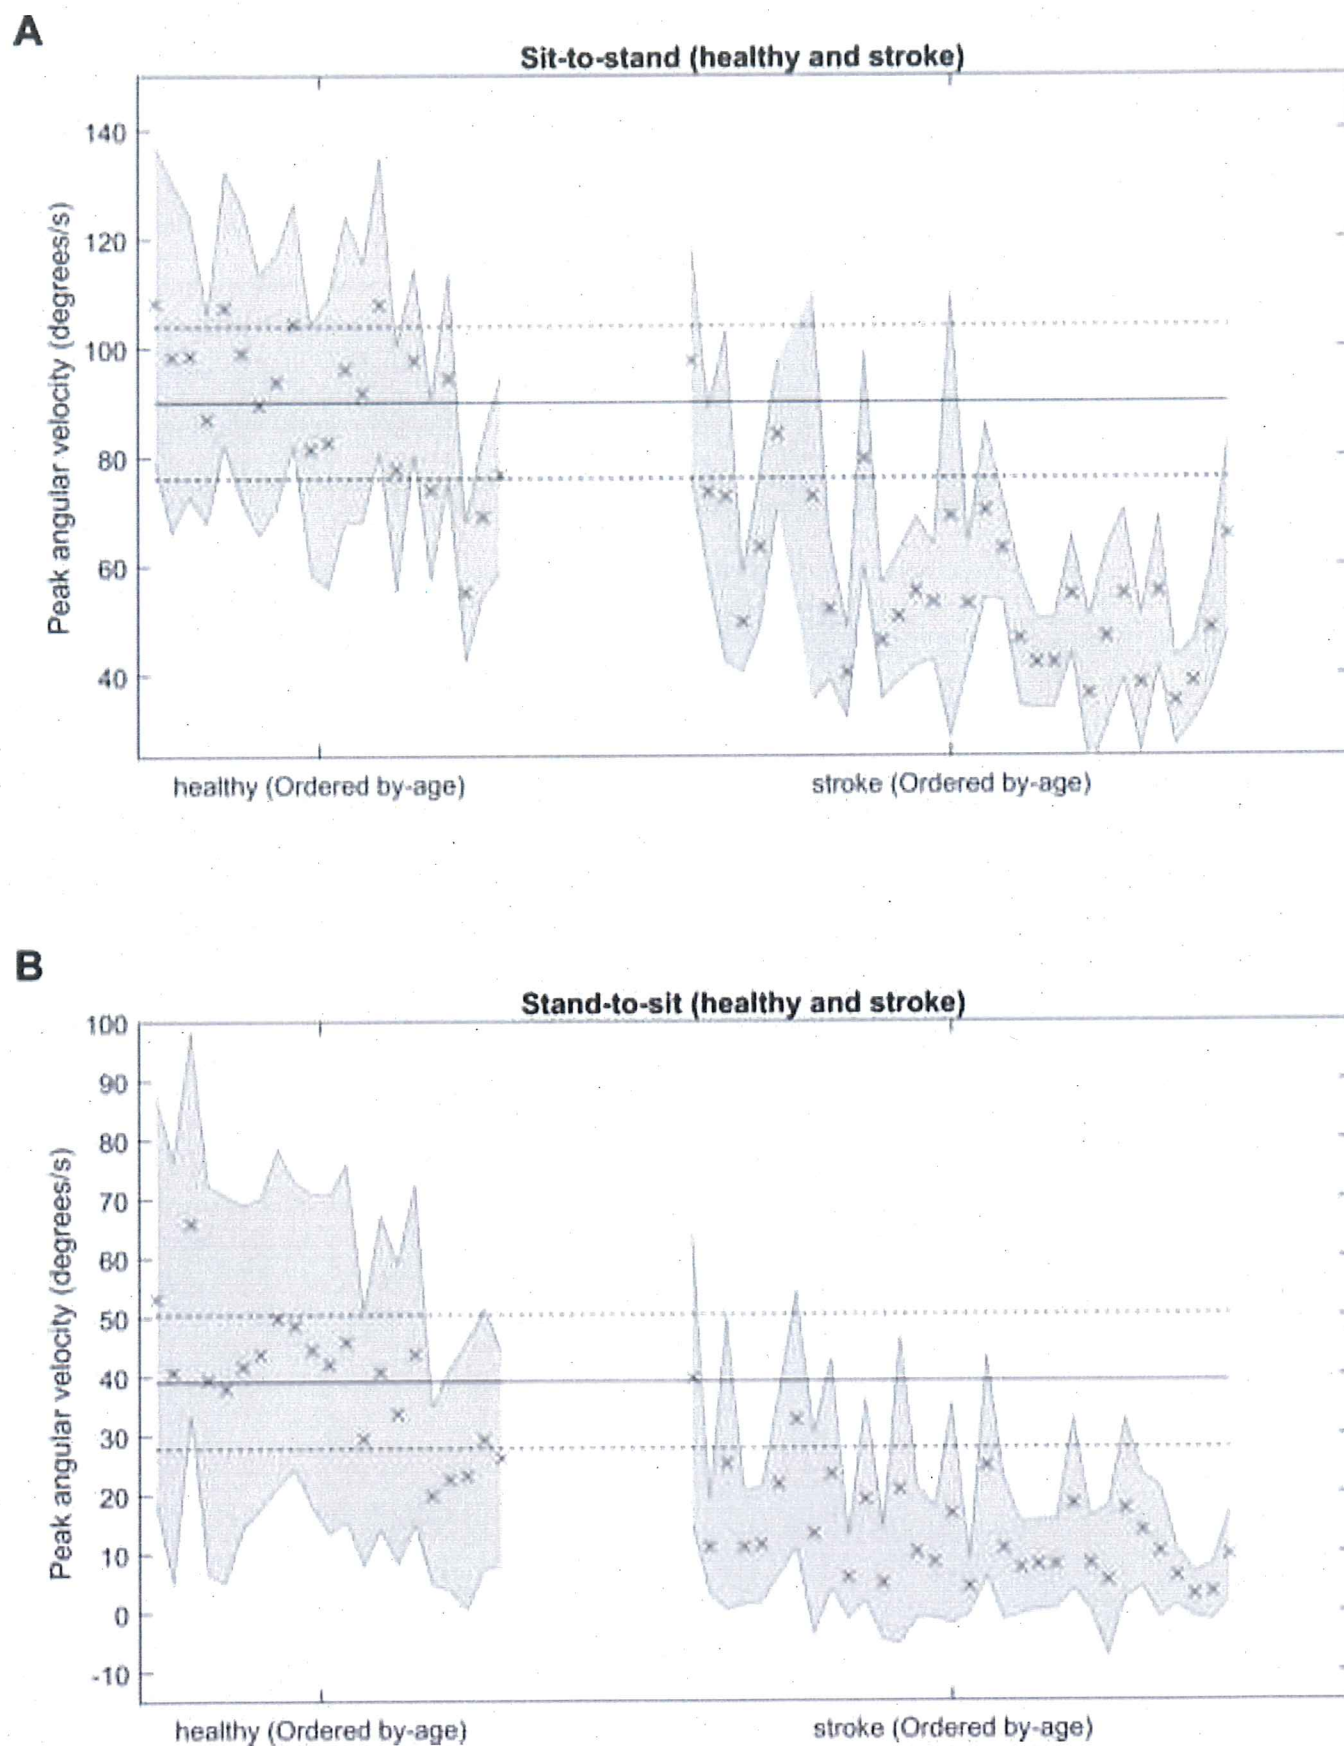 A
Sit-to-stand (healthy and stroke)
Peak angular velocity (degrees/s)
140
120
100
80
60
40
healthy (Ordered by-age)
stroke (Ordered by-age)
B
Stand-to-sit (healthy and stroke)
Peak angular velocity (degrees/s)
100
90
80
70
60
50
40
30
20
10
0
-10
healthy (Ordered by-age)
stroke (Ordered by-age)